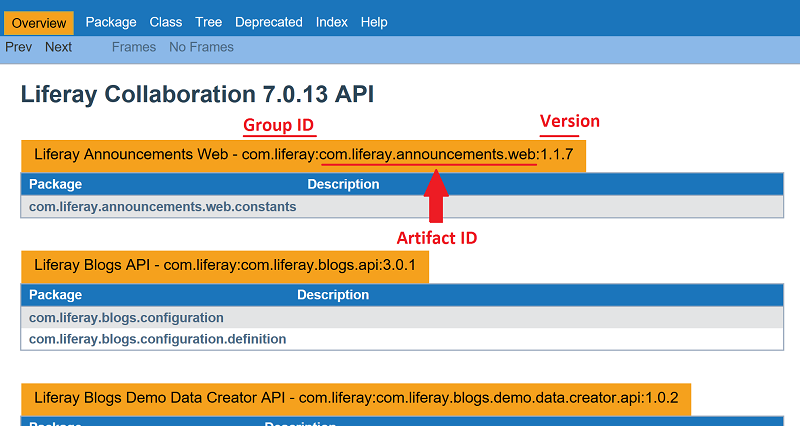 Overview Package Class Tree Deprecated Index Help
Prev Next Frames No Frames
Liferay Collaboration 7.0.13 API
Group ID Version
Liferay Announcements Web - com.liferay:com.liferay.announcements.web:1.1.7
Package Description
com.liferay.announcements.web.constants
Artifact ID
Liferay Blogs API - com.liferay:com.liferay.blogs.api:3.0.1
Package Description
com.liferay.blogs.configuration
com.liferay.blogs.configuration.definition
Liferay Blogs Demo Data Creator API - com.liferay:com.liferay.blogs.demo.data.creator.api:1.0.2
Package Description